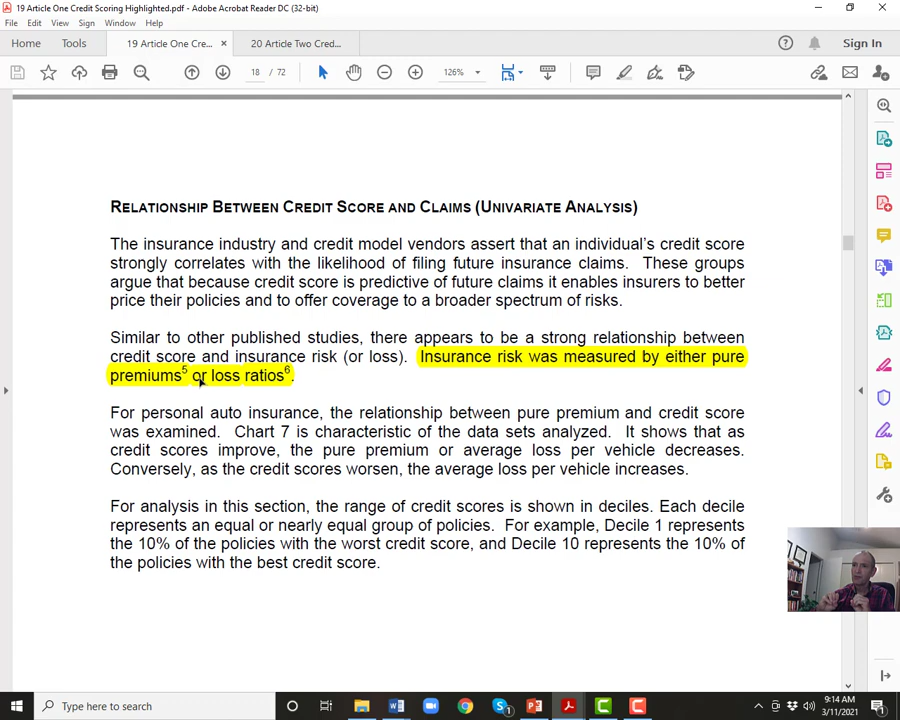 19 Article One Credit Scoring Highlighted.pdf - Adobe Acrobat Reader DC (32-bit)
File Edit View Sign Window Help
Home Tools 19 Article One Cre... × 20 Article Two Cred... Sign In
18 / 72 126%
RELATIONSHIP BETWEEN CREDIT SCORE AND CLAIMS (UNIVARIATE ANALYSIS)
The insurance industry and credit model vendors assert that an individual's credit score
strongly correlates with the likelihood of filing future insurance claims. These groups
argue that because credit score is predictive of future claims it enables insurers to better
price their policies and to offer coverage to a broader spectrum of risks.
Similar to other published studies, there appears to be a strong relationship between
credit score and insurance risk (or loss). Insurance risk was measured by either pure
premiums5 or loss ratios6.
For personal auto insurance, the relationship between pure premium and credit score
was examined. Chart 7 is characteristic of the data sets analyzed. It shows that as
credit scores improve, the pure premium or average loss per vehicle decreases.
Conversely, as the credit scores worsen, the average loss per vehicle increases.
For analysis in this section, the range of credit scores is shown in deciles. Each decile
represents an equal or nearly equal group of policies. For example, Decile 1 represents
the 10% of the policies with the worst credit score, and Decile 10 represents the 10% of
the policies with the best credit score.
Type here to search
9:14 AM
3/11/2021